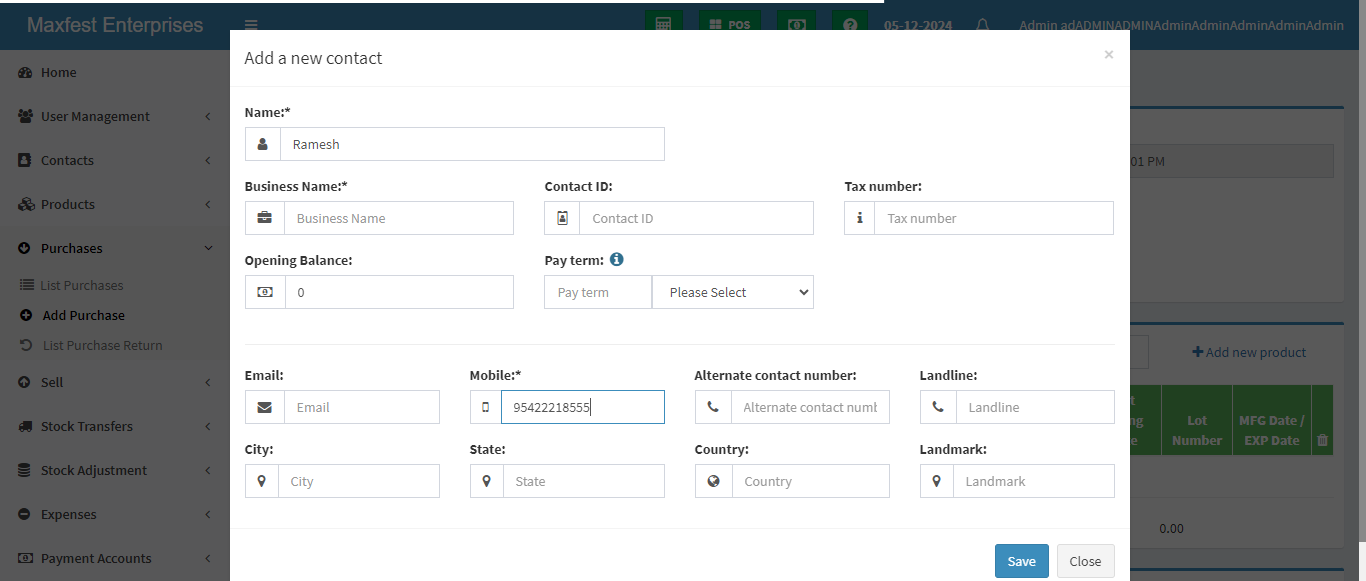 Maxfest Enterprises
POS
05-12-2024
Admin adADMINADMINAdminAdminAdminAdminAdmin
Home
User Management
Contacts
Products
Purchases
List Purchases
Add Purchase
List Purchase Return
Sell
Stock Transfers
Stock Adjustment
Expenses
Payment Accounts
Add a new contact
×
Name:*
Ramesh
Business Name:* Contact ID: Tax number:
Business Name Contact ID Tax number
Opening Balance: Pay term:
0 Pay term Please Select
Email: Mobile:* Alternate contact number: Landline:
Email 95422218555 Alternate contact numb Landline
City: State: Country: Landmark:
City State Country Landmark
Save Close
01 PM
Add new product
Lot
Number
MFG Date /
EXP Date
0.00